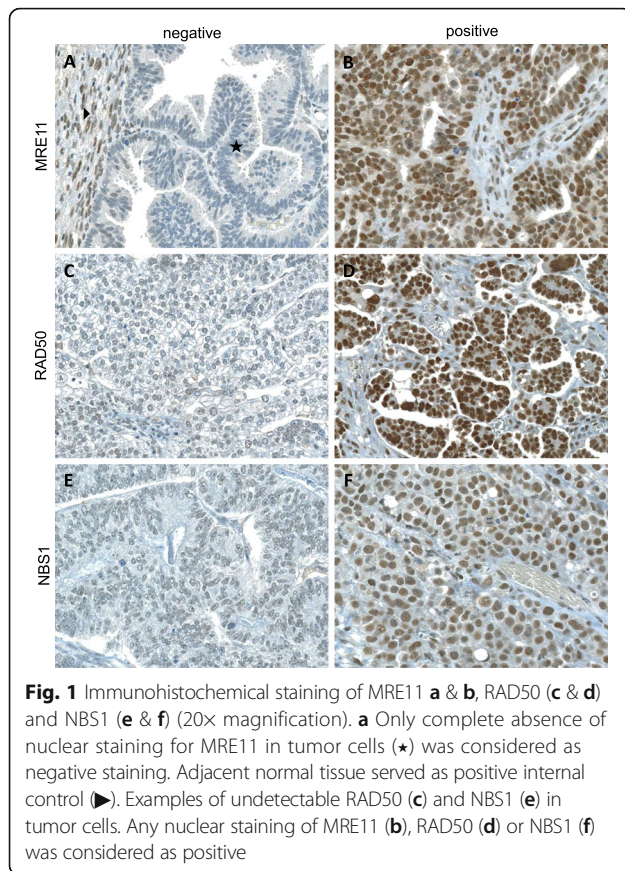 negative positive
A B
MRE11
C D
RAD50
E F
NBS1
Fig. 1 Immunohistochemical staining of MRE11 a & b, RAD50 (c & d)
and NBS1 (e & f) (20× magnification). a Only complete absence of
nuclear staining for MRE11 in tumor cells (★) was considered as
negative staining. Adjacent normal tissue served as positive internal
control (▶). Examples of undetectable RAD50 (c) and NBS1 (e) in
tumor cells. Any nuclear staining of MRE11 (b), RAD50 (d) or NBS1 (f)
was considered as positive